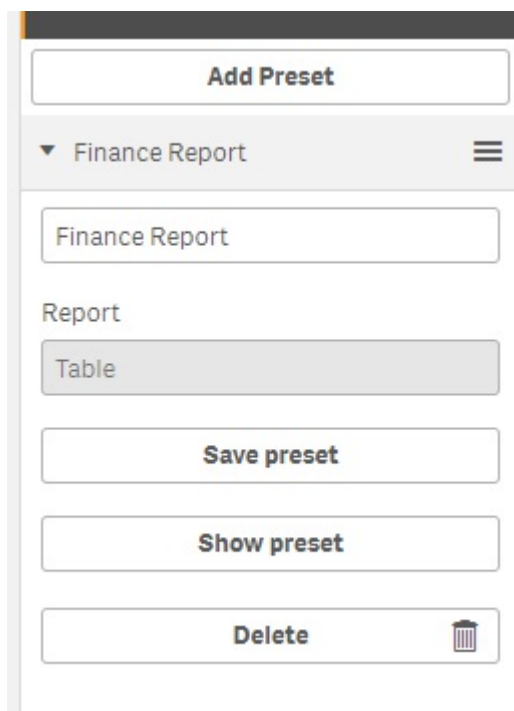 Add Preset
Finance Report
Finance Report
Report
Table
Save preset
Show preset
Delete